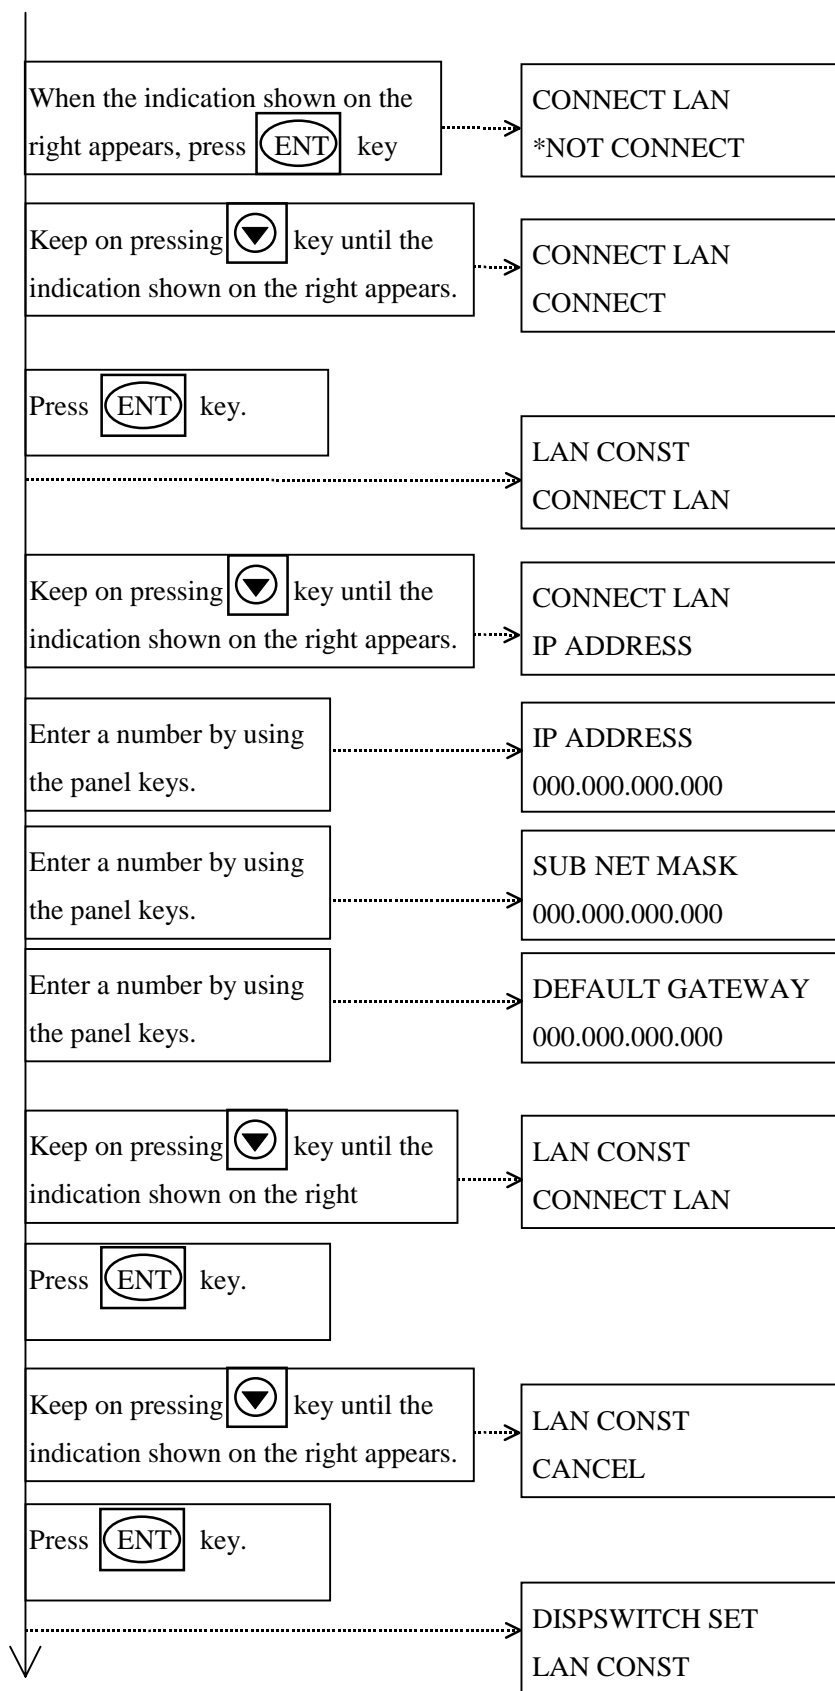 When the indication shown on the
right appears, press ENT key
CONNECT LAN
*NOT CONNECT
Keep on pressing key until the
indication shown on the right appears.
CONNECT LAN
CONNECT
Press ENT key.
LAN CONST
CONNECT LAN
Keep on pressing key until the
indication shown on the right appears.
CONNECT LAN
IP ADDRESS
Enter a number by using
the panel keys.
IP ADDRESS
000.000.000.000
Enter a number by using
the panel keys.
SUB NET MASK
000.000.000.000
Enter a number by using
the panel keys.
DEFAULT GATEWAY
000.000.000.000
Keep on pressing key until the
indication shown on the right
LAN CONST
CONNECT LAN
Press ENT key.
Keep on pressing key until the
indication shown on the right appears.
LAN CONST
CANCEL
Press ENT key.
DISPSWITCH SET
LAN CONST